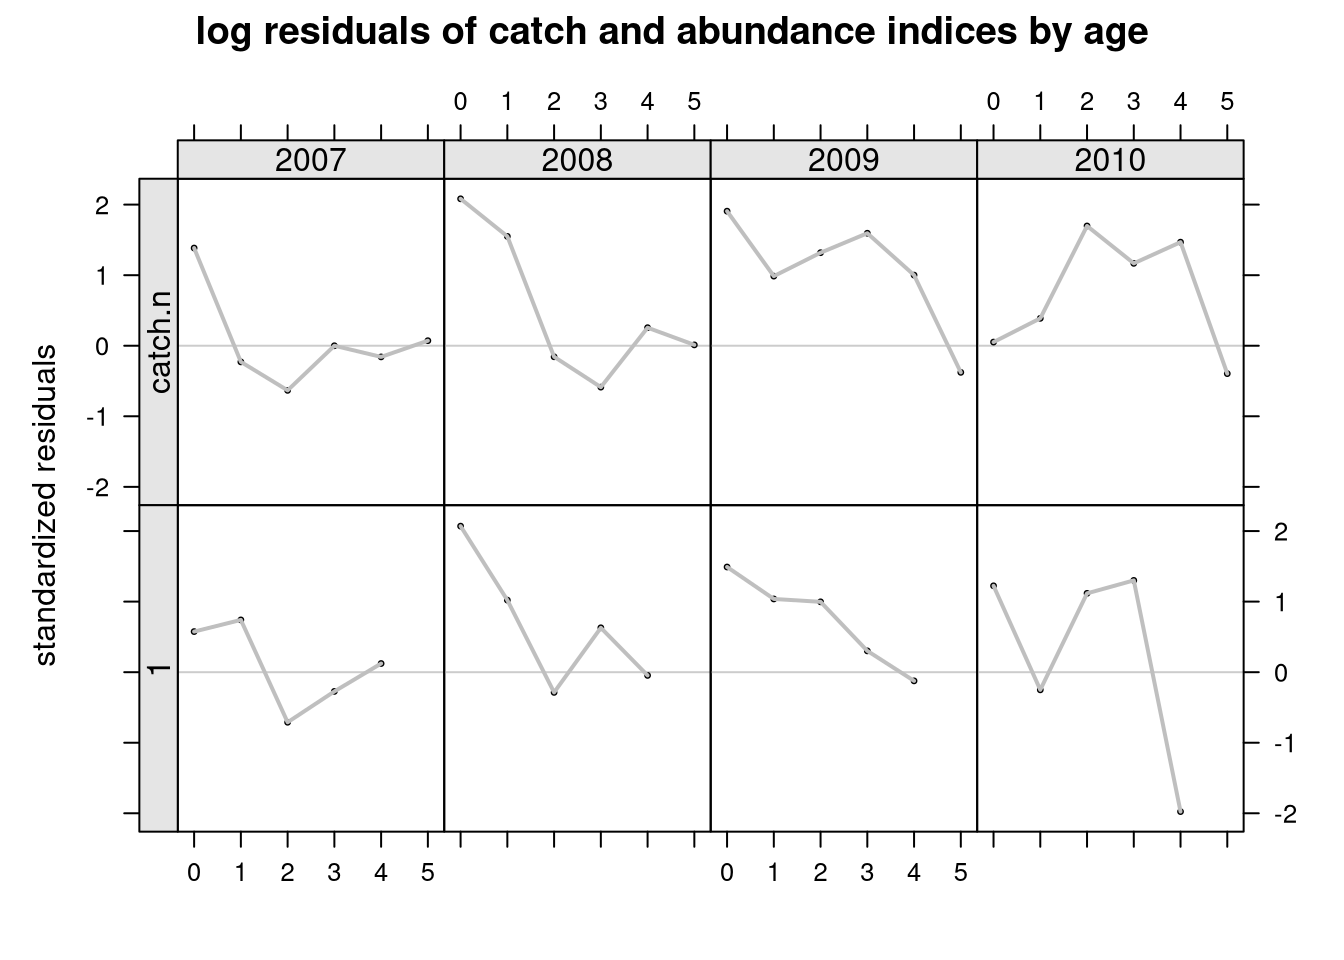 log residuals of catch and abundance indices by age
0 1 2 3 4 5 0 1 2 3 4 5
2007 2008 2009 2010
2
1
0
-1
-2
catch.n
standardized residuals
1
2
1
0
-1
-2
0 1 2 3 4 5 0 1 2 3 4 5